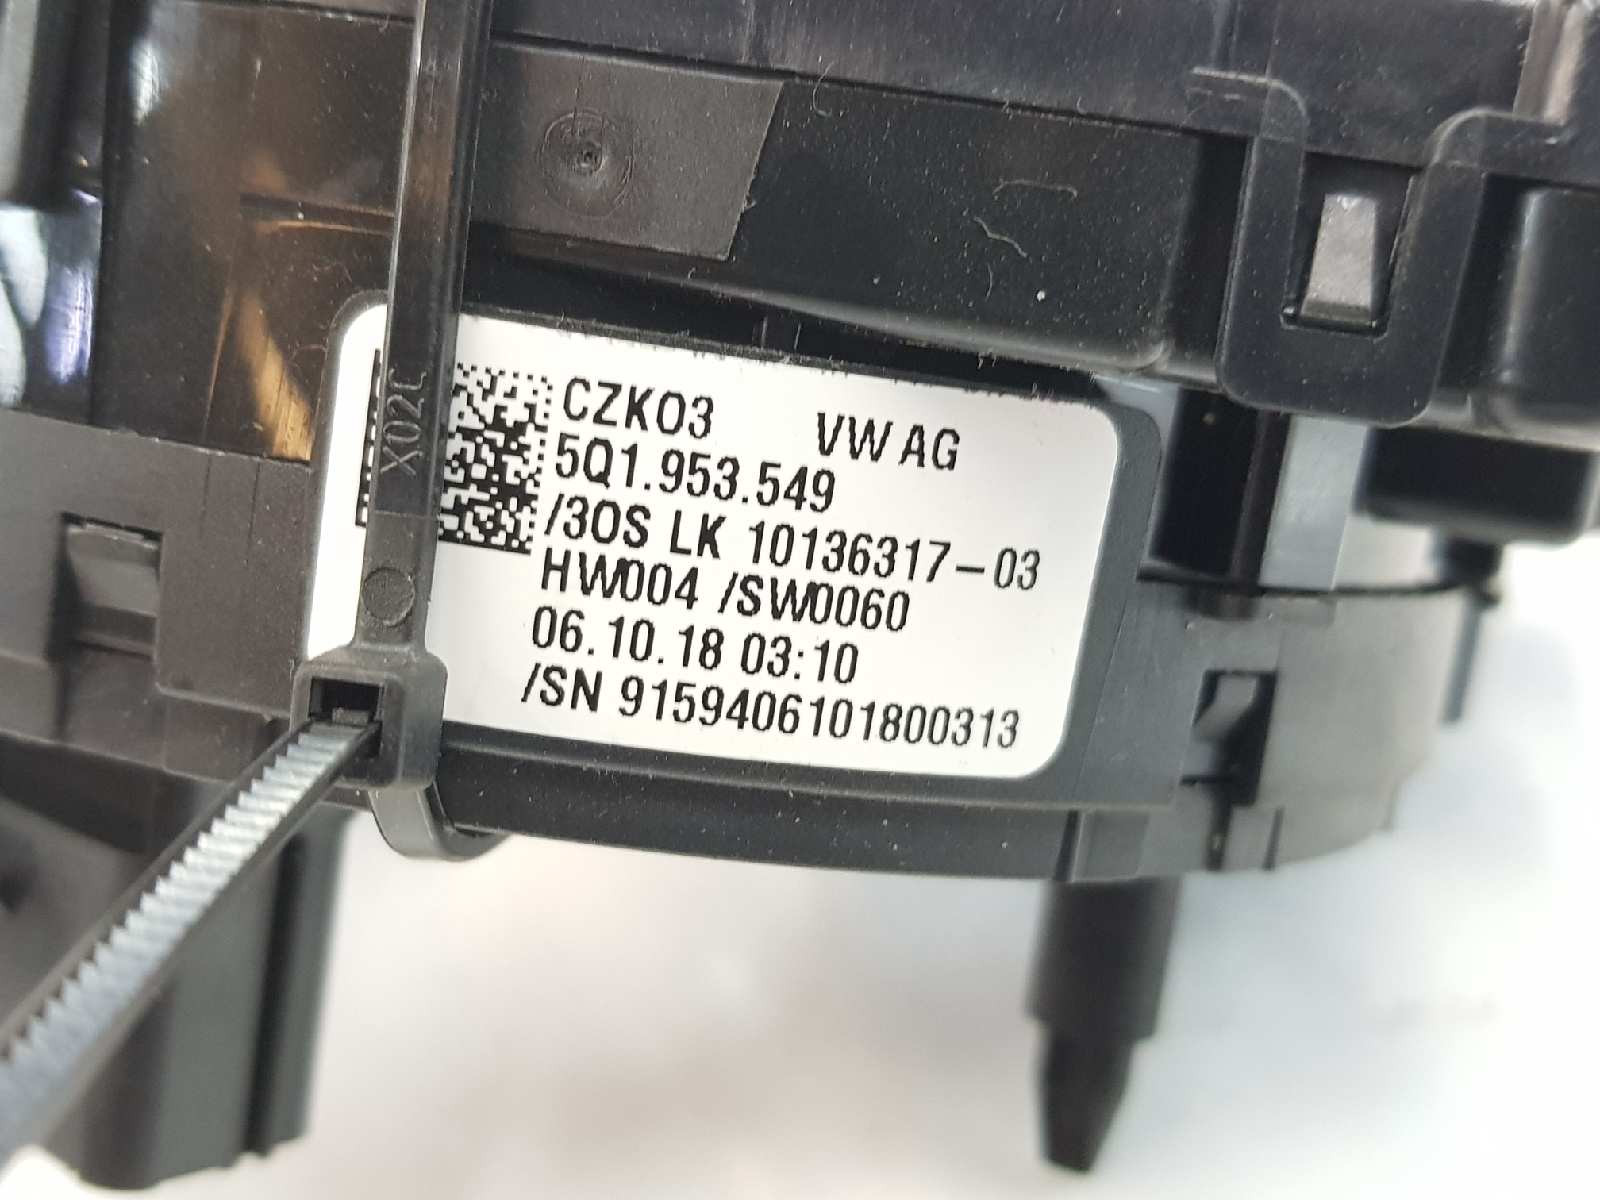 CZK03 VW AG
5Q1.953.549
/30S LK 10136317-03
HW004 /SW0060
06.10.18 03:10
/SN 9159406101800313
X02C